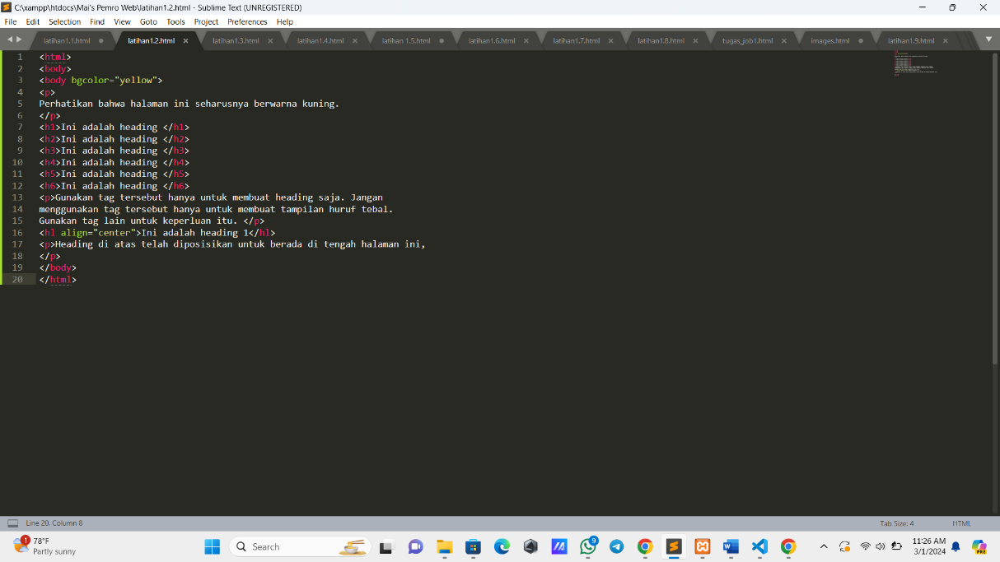 C:\xampp\htdocs\Mai's Pemro Web\latihan1.2.html - Sublime Text (UNREGISTERED)
File Edit Selection Find View Goto Tools Project Preferences Help
latihan1.1.html latihan1.2.html latihan1.3.html latihan1.4.html latihan 1.5.html latihan1.6.html latihan1.7.html latihan1.8.html tugas_job1.html images.html latihan1.9.html
1 <html>
2 <body>
3 <body bgcolor="yellow">
4 <p>
5 Perhatikan bahwa halaman ini seharusnya berwarna kuning.
6 </p>
7 <h1>Ini adalah heading </h1>
8 <h2>Ini adalah heading </h2>
9 <h3>Ini adalah heading </h3>
10 <h4>Ini adalah heading </h4>
11 <h5>Ini adalah heading </h5>
12 <h6>Ini adalah heading </h6>
13 <p>Gunakan tag tersebut hanya untuk membuat heading saja. Jangan
14 menggunakan tag tersebut hanya untuk membuat tampilan huruf tebal.
15 Gunakan tag lain untuk keperluan itu. </p>
16 <hl align="center">Ini adalah heading 1</hl>
17 <p>Heading di atas telah diposisikan untuk berada di tengah halaman ini,
18 </p>
19 </body>
20 </html>
Line 20, Column 8 Tab Size: 4 HTML
1 78°F
Partly sunny
Search
9
11:26 AM
3/1/2024
PRE